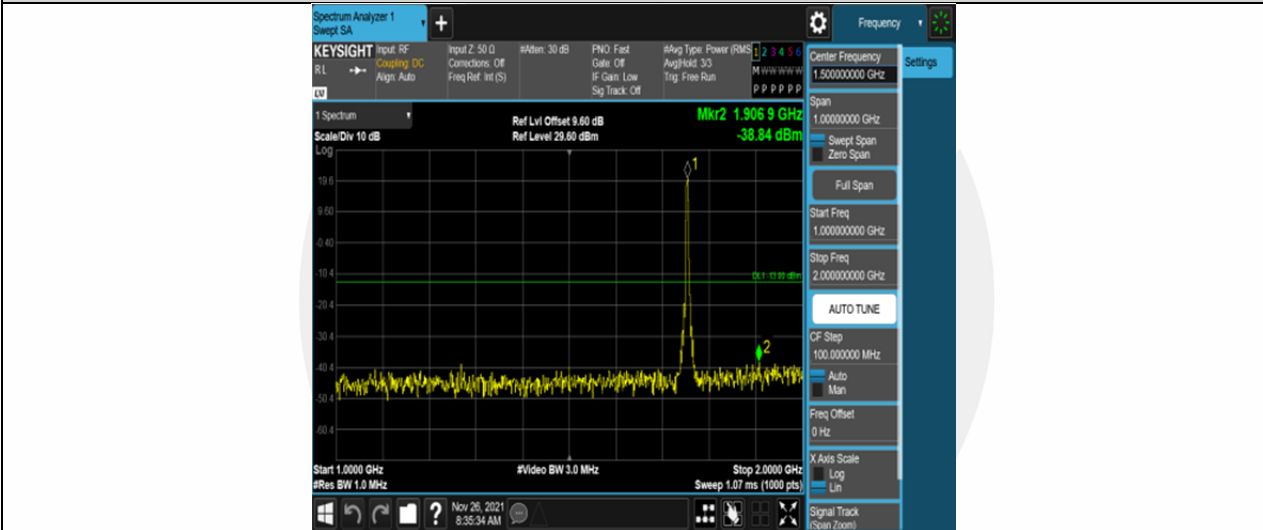 Spectrum Analyzer 1
Swept SA
+
Frequency
KEYSIGHT
Input: RF
Coupling: DC
Align: Auto
RL
LV
Input Z: 50 Ω
Corrections: Off
Freq Ref: Int (S)
#Atten: 30 dB
PNO: Fast
Gate: Off
IF Gain: Low
Sig Track: Off
#Avg Type: Power (RMS
Avg|Hold: 3/3
Trig: Free Run
1 2 3 4 5 6
M W W W W W
P P P P P P
Center Frequency
1.500000000 GHz
Settings
Span
1.00000000 GHz
Swept Span
Zero Span
Full Span
Start Freq
1.000000000 GHz
Stop Freq
2.000000000 GHz
AUTO TUNE
CF Step
100.000000 MHz
Auto
Man
Freq Offset
0 Hz
X Axis Scale
Log
Lin
Signal Track
(Span Zoom)
1 Spectrum
Scale/Div 10 dB
Log
Ref Lvl Offset 9.60 dB
Ref Level 29.60 dBm
Mkr2 1.906 9 GHz
-38.84 dBm
1
19.6
9.60
-0.40
-10.4
DL1 -13.00 dBm
-20.4
-30.4
2
-40.4
-50.4
-60.4
Start 1.0000 GHz
#Res BW 1.0 MHz
#Video BW 3.0 MHz
Stop 2.0000 GHz
Sweep 1.07 ms (1000 pts)
?
Nov 26, 2021
8:35:34 AM